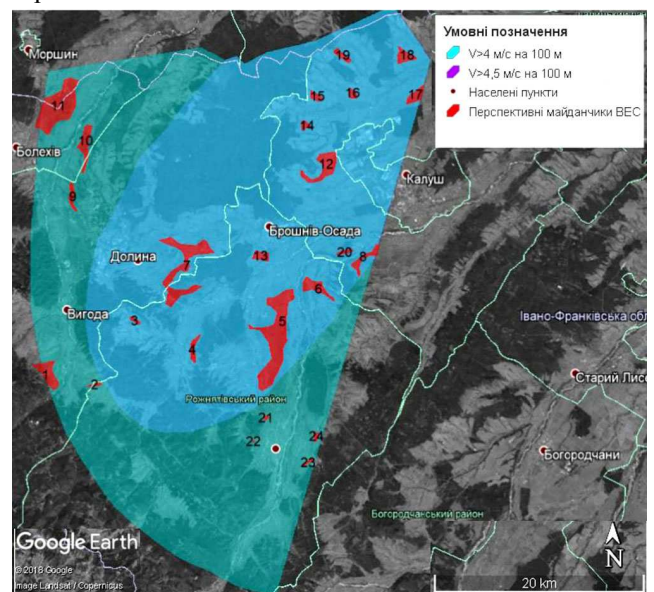 Моршин
Умовні позначення
V>4 м/с на 100 м
V>4,5 м/с на 100 м
Населені пункти
Перспективні майданчики ВЕС
19
18
11
15
16
17
14
10
Болехів
12
Калуш
9
Брошнів-Осада
Долина
13
20
8
7
6
Вигода
3
5
Івано-Франківська обл
4
1
2
Старий Лисе
Рожнятівський район
21
22
24
23
Богородчани
Богородчанський район
Google Earth
© 2018 Google
Image Landsat / Copernicus
N
20 km